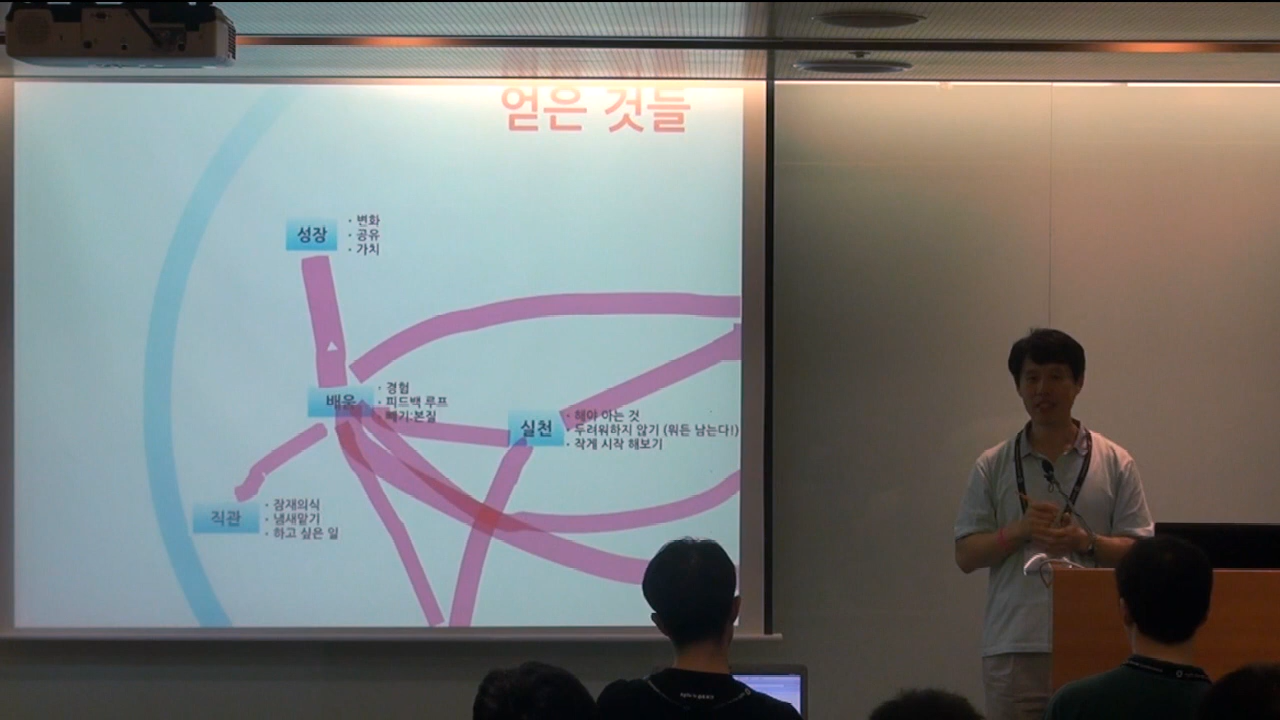 얻은 것들
성장
· 변화
· 공유
· 가치
배움
· 경험
· 피드백 루프
· 빼기:본질
실천
· 해야 아는 것
· 두려워하지 않기 (뭐든 남는다!)
· 작게 시작 해보기
직관
· 잠재의식
· 냄새맡기
· 하고 싶은 일